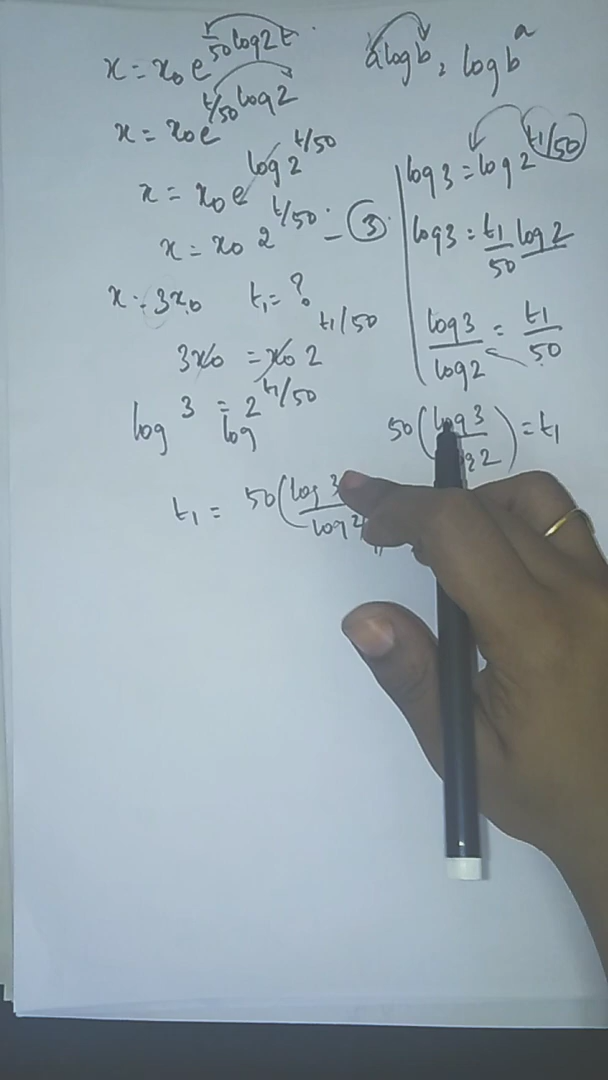 x = x₀ e^(1/50 log2 t)
x = x₀ e^(t/50 log2)
x = x₀ e^(log 2^(t/50))
x = x₀ 2^(t/50) - ③
x = 3x₀ t₁ = ?
3x₀ = x₀ 2^(t₁/50)
log 3 = log 2^(t₁/50)
t₁ = 50(log 3/log 2
a log b = log b^a
log 3 = log 2^(t₁/50)
log 3 = t₁/50 log 2
log 3/log 2 = t₁/50
50(log 3/log 2) = t₁